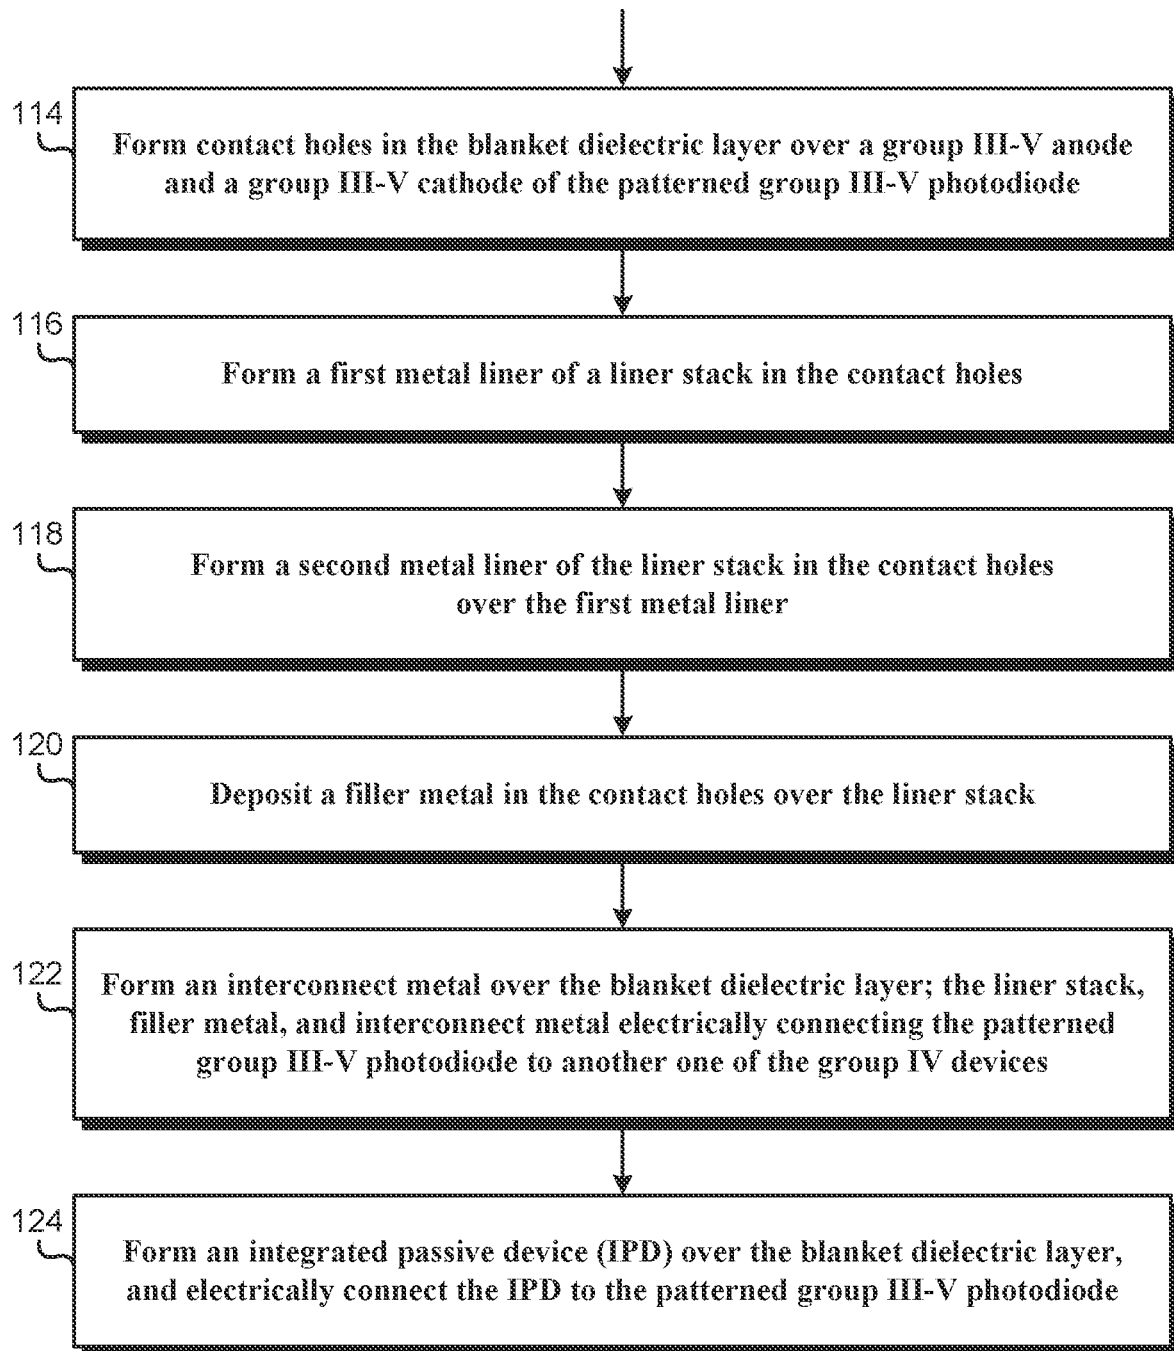 114
Form contact holes in the blanket dielectric layer over a group III-V anode
and a group III-V cathode of the patterned group III-V photodiode
116
Form a first metal liner of a liner stack in the contact holes
118
Form a second metal liner of the liner stack in the contact holes
over the first metal liner
120
Deposit a filler metal in the contact holes over the liner stack
122
Form an interconnect metal over the blanket dielectric layer; the liner stack,
filler metal, and interconnect metal electrically connecting the patterned
group III-V photodiode to another one of the group IV devices
124
Form an integrated passive device (IPD) over the blanket dielectric layer,
and electrically connect the IPD to the patterned group III-V photodiode